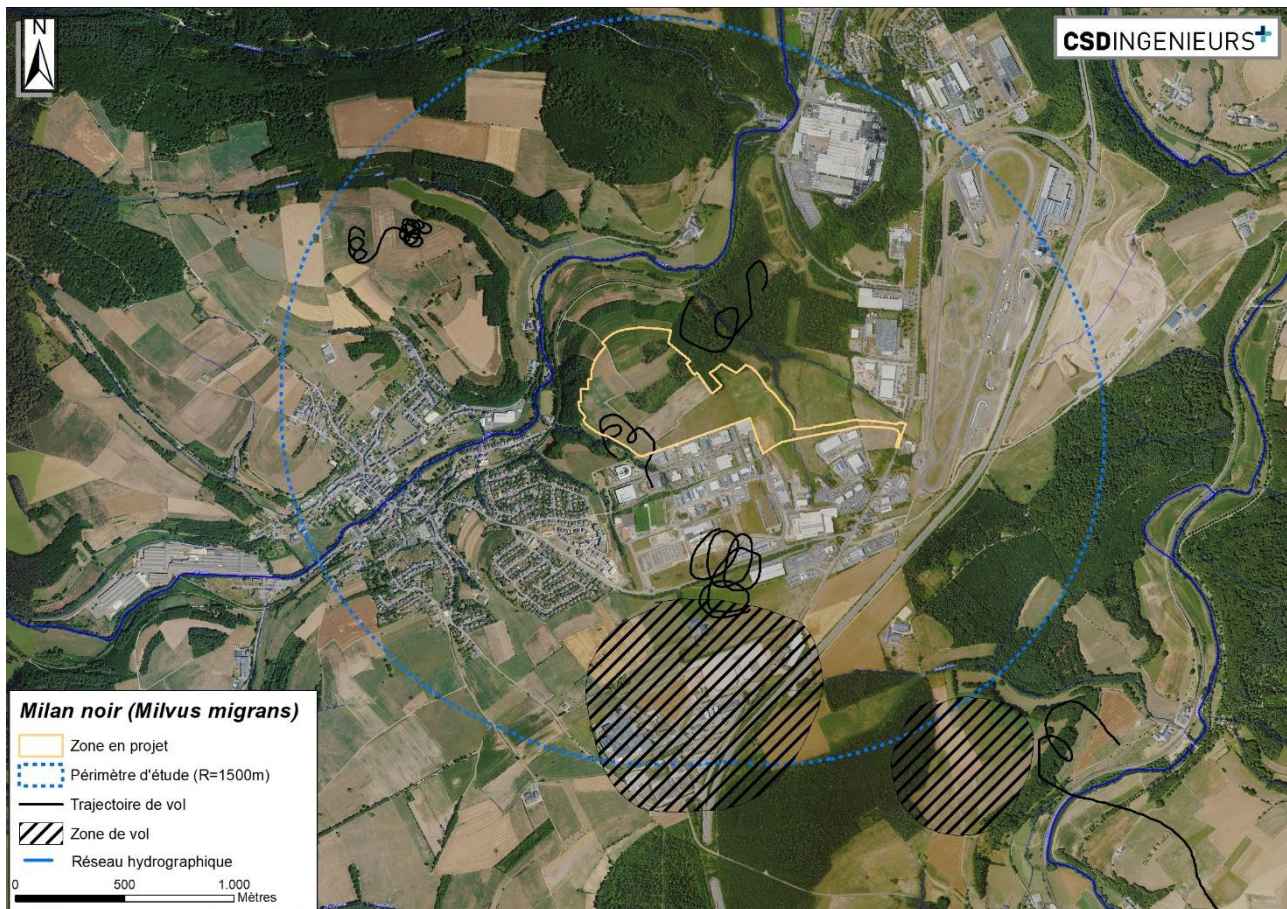 N
CSDINGENIEURS+
Milan noir (Milvus migrans)
Zone en projet
Périmètre d'étude (R=1500m)
Trajectoire de vol
Zone de vol
Réseau hydrographique
0 500 1.000
Mètres